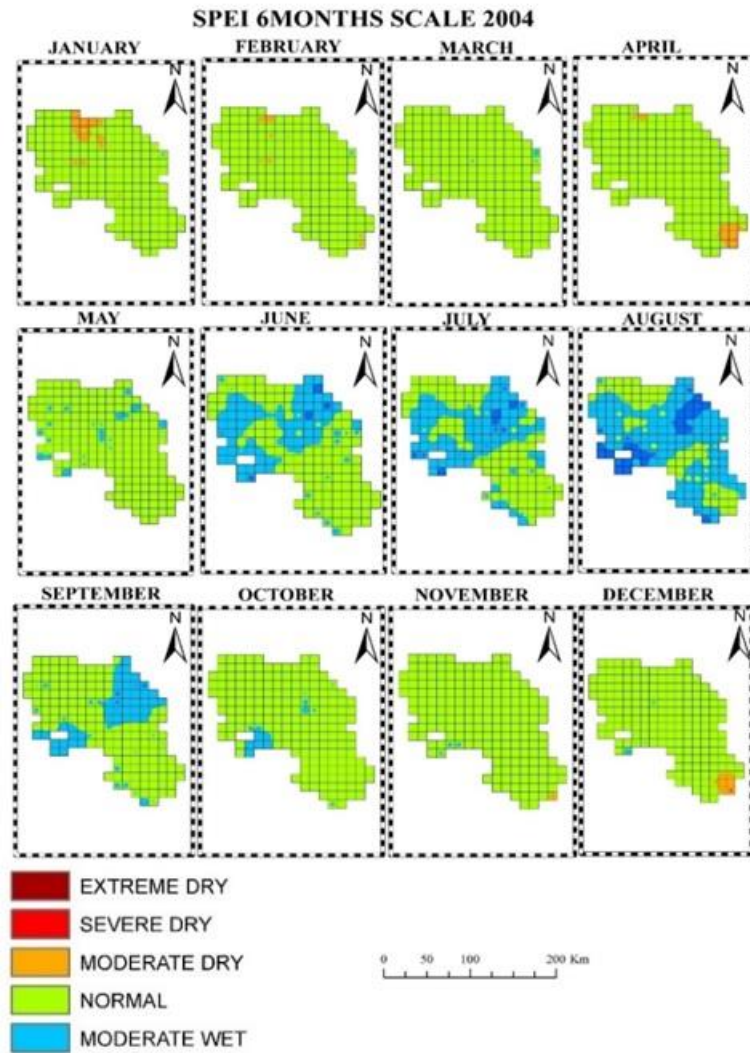 SPEI 6MONTHS SCALE 2004
JANUARY FEBRUARY MARCH APRIL
N N N N
MAY JUNE JULY AUGUST
N N N N
SEPTEMBER OCTOBER NOVEMBER DECEMBER
N N N N
EXTREME DRY
SEVERE DRY
MODERATE DRY
NORMAL
MODERATE WET
0 50 100 200 Km